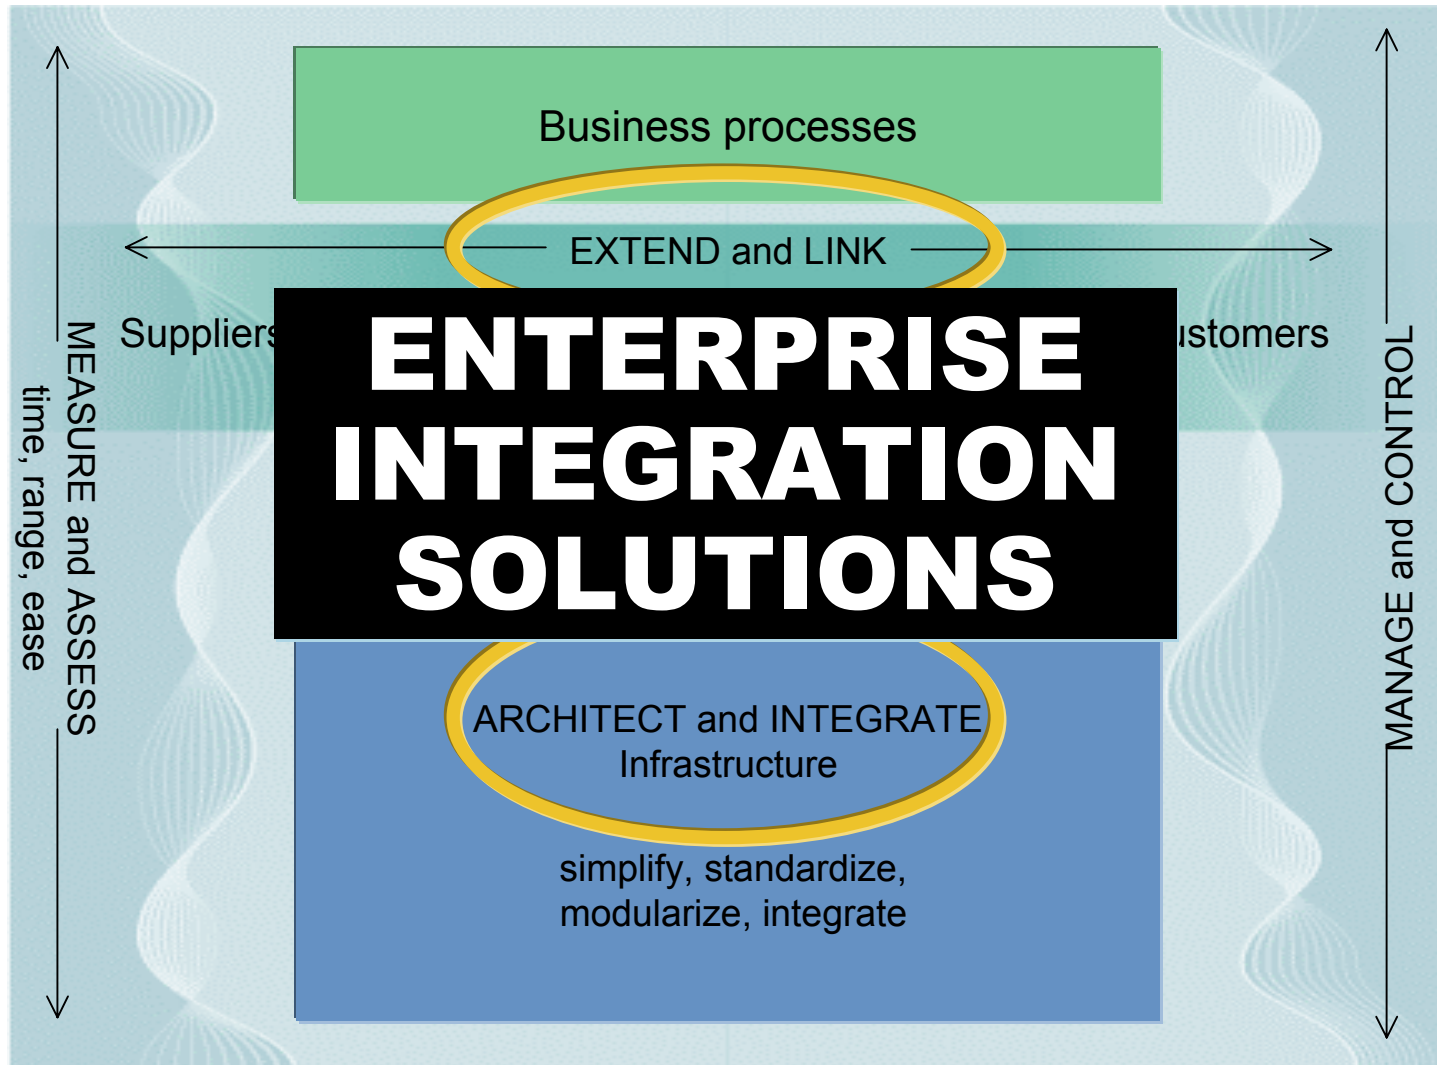 Business processes
EXTEND and LINK
Suppliers
ustomers
ENTERPRISE
INTEGRATION
SOLUTIONS
MEASURE and ASSESS
time, range, ease
MANAGE and CONTROL
ARCHITECT and INTEGRATE
Infrastructure
simplify, standardize,
modularize, integrate